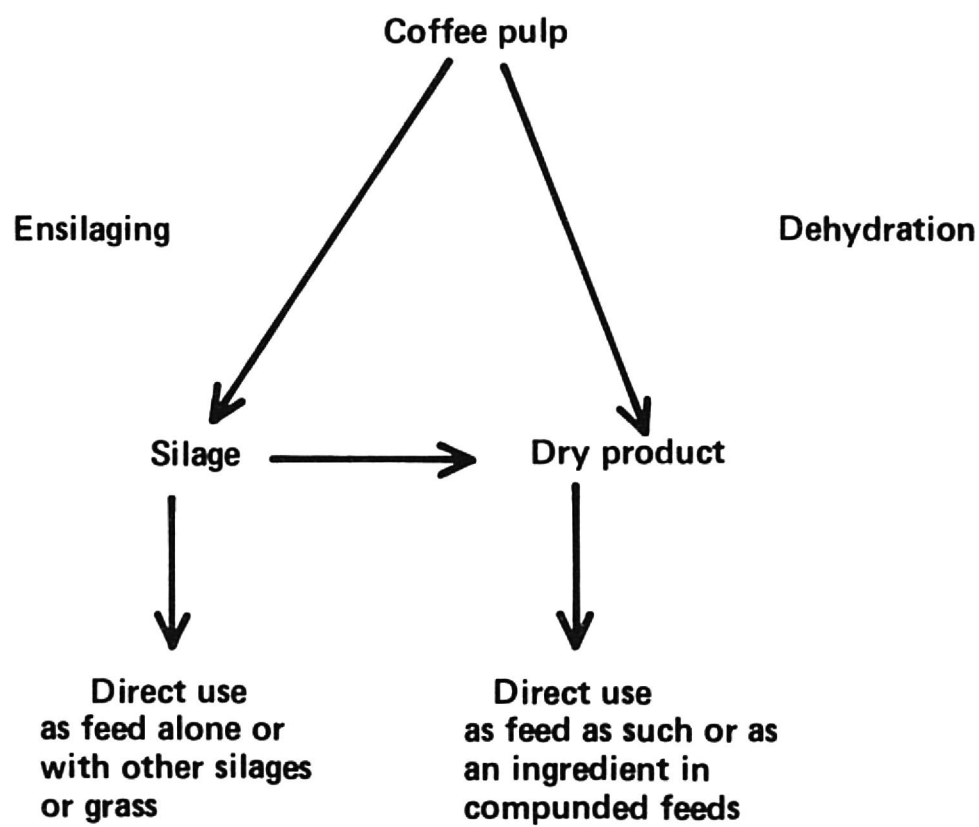 Coffee pulp
Ensilaging
Dehydration
Silage
Dry product
Direct use
as feed alone or
with other silages
or grass
Direct use
as feed as such or as
an ingredient in
compunded feeds